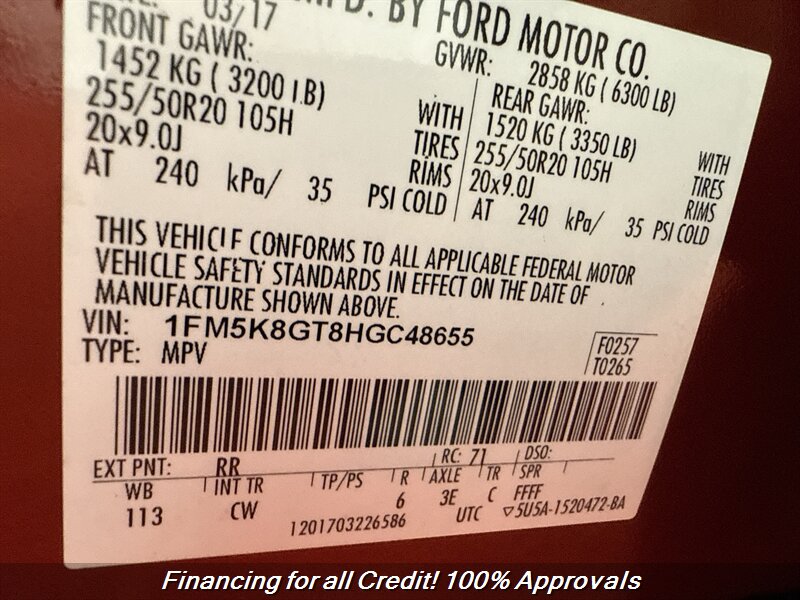 03/17
MFD. BY FORD MOTOR CO.
FRONT GAWR:
1452 KG ( 3200 LB)
255/50R20 105H
20x9.0J
WITH
TIRES
RIMS
AT 240 kPa/ 35 PSI COLD
GVWR: 2858 KG ( 6300 LB)
REAR GAWR:
1520 KG ( 3350 LB)
255/50R20 105H
20x9.0J
WITH
TIRES
RIMS
AT 240 kPa/ 35 PSI COLD
THIS VEHICLE CONFORMS TO ALL APPLICABLE FEDERAL MOTOR
VEHICLE SAFETY STANDARDS IN EFFECT ON THE DATE OF
MANUFACTURE SHOWN ABOVE.
VIN: 1FM5K8GT8HGC48655
TYPE: MPV
F0257
T0265
EXT PNT: RR RC: 71 DSO:
WB INT TR TP/PS R AXLE TR SPR
113 CW 6 3E C FFFF
1201703226586 UTC ▽5U5A-1520472-BA
Financing for all Credit! 100% Approvals